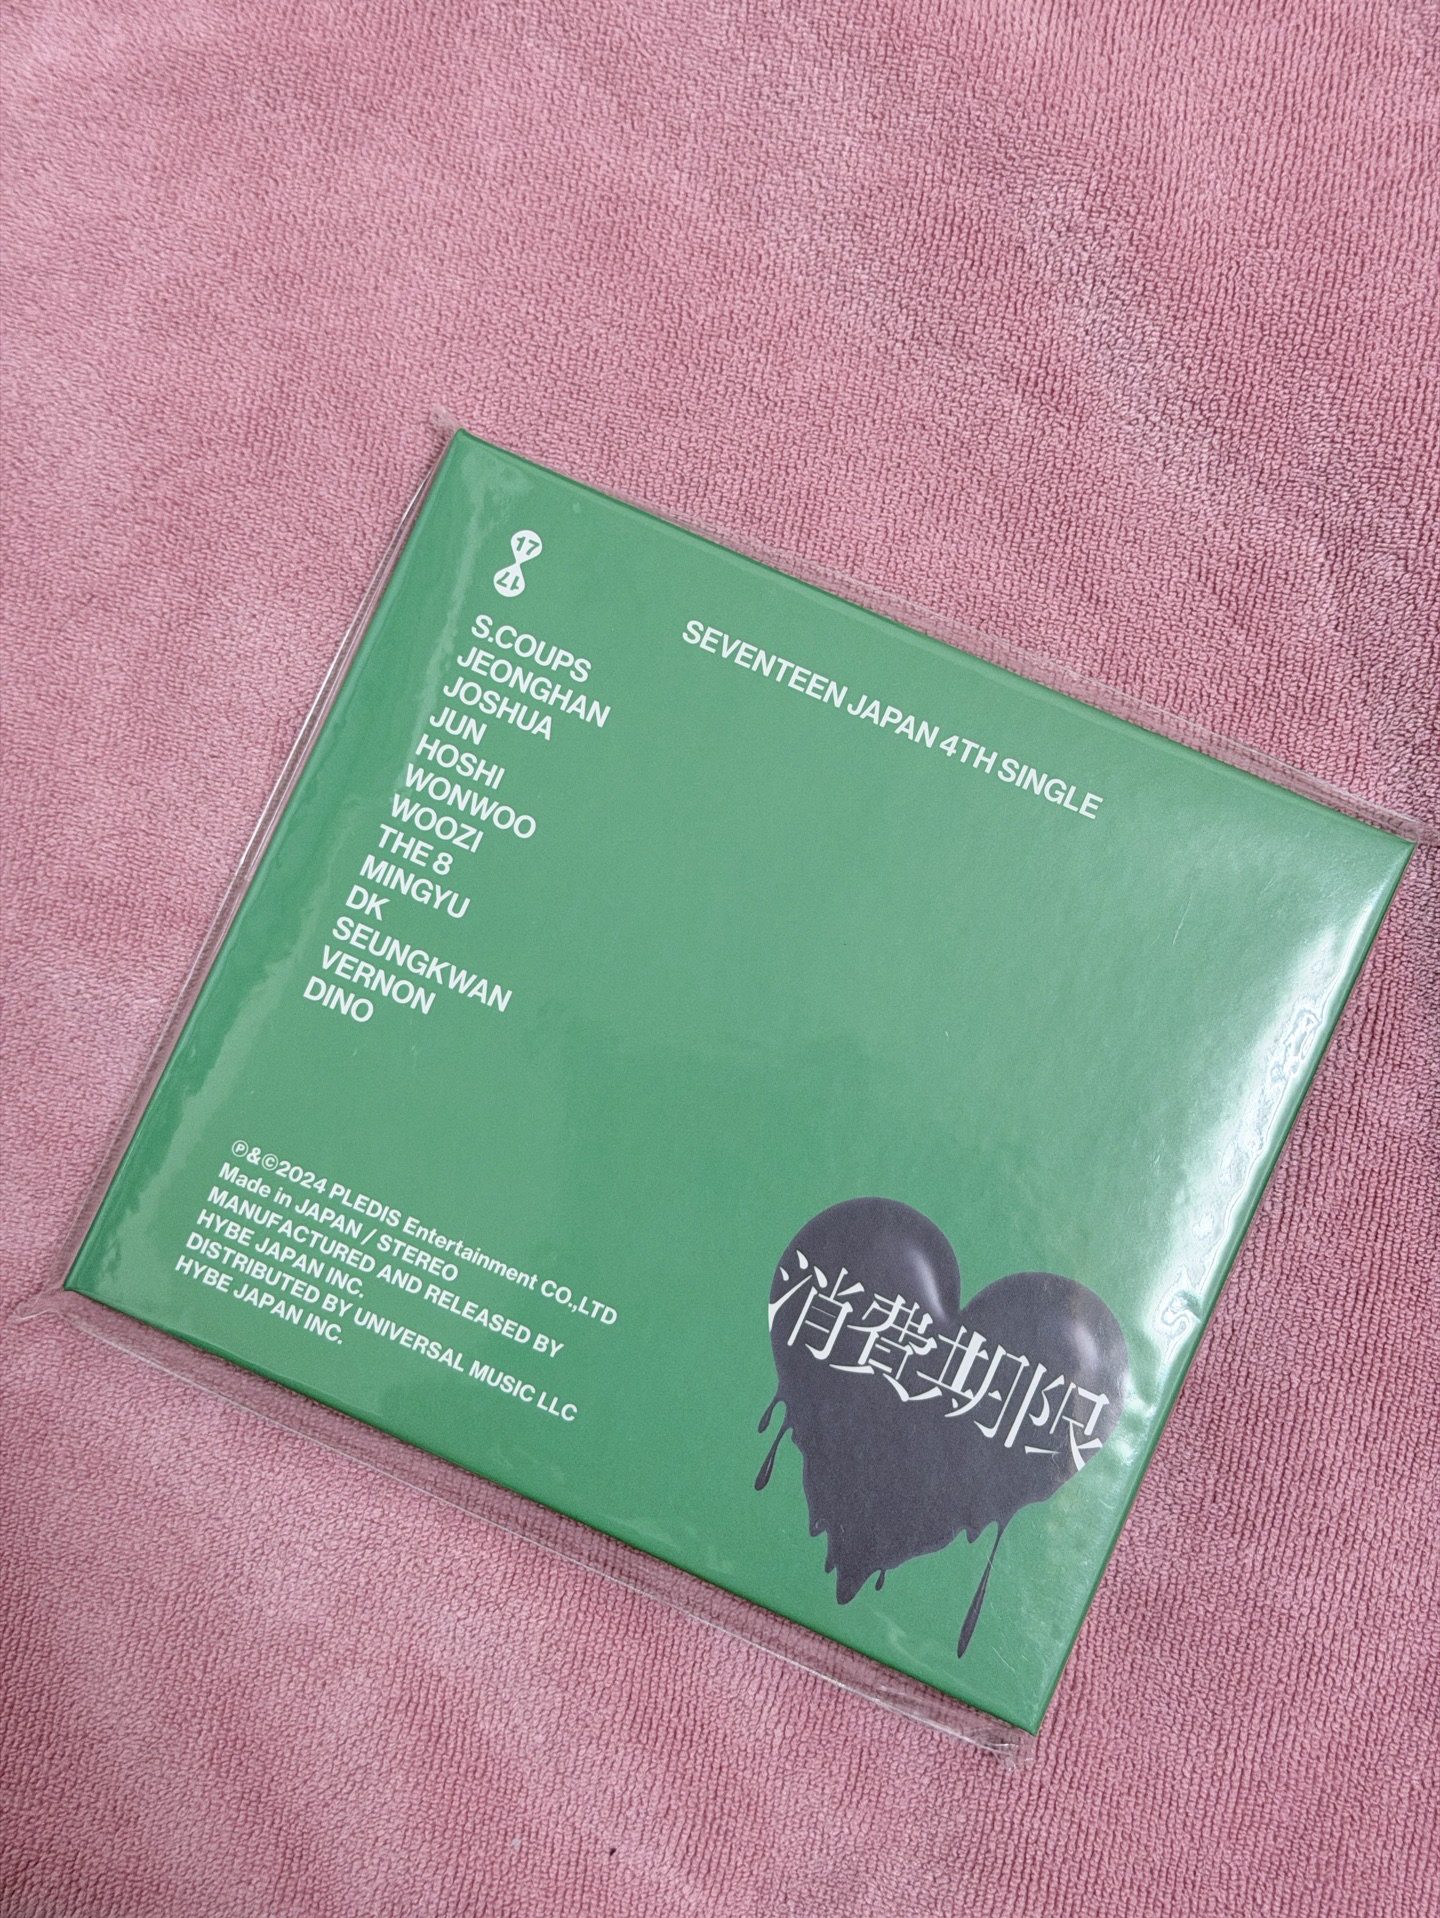 17
17
S.COUPS
JEONGHAN
JOSHUA
JUN
HOSHI
WONWOO
WOOZI
THE 8
MINGYU
DK
SEUNGKWAN
VERNON
DINO
SEVENTEEN JAPAN 4TH SINGLE
℗&©2024 PLEDIS Entertainment CO.,LTD
Made in JAPAN / STEREO
MANUFACTURED AND RELEASED BY
HYBE JAPAN INC.
DISTRIBUTED BY UNIVERSAL MUSIC LLC
HYBE JAPAN INC.
消費期限